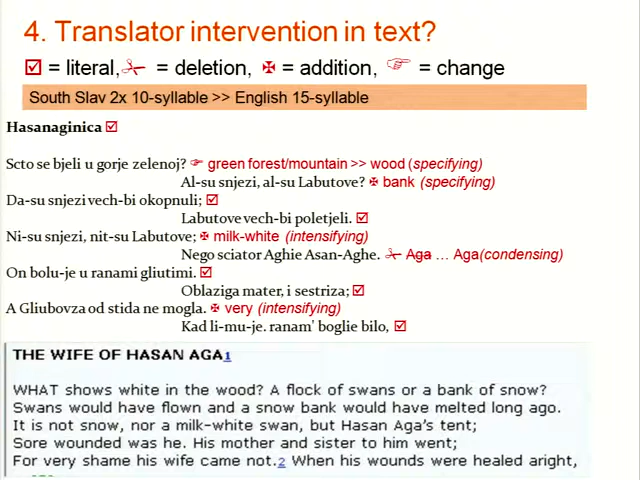 4. Translator intervention in text?
☑ = literal, ✁ = deletion, ✠ = addition, ☞ = change
South Slav 2x 10-syllable >> English 15-syllable
Hasanaginica ☑
Scto se bjeli u gorje zelenoj? ☞ green forest/mountain >> wood (specifying)
Al-su snjezi, al-su Labutove? ✠ bank (specifying)
Da-su snjezi vech-bi okopnuli; ☑
Labutove vech-bi poletjeli. ☑
Ni-su snjezi, nit-su Labutove; ✠ milk-white (intensifying)
Nego sciator Aghie Asan-Aghe. ✁ Aga … Aga(condensing)
On bolu-je u ranami gliutimi. ☑
Oblaziga mater, i sestriza; ☑
A Gliubovza od stida ne mogla. ✠ very (intensifying)
Kad li-mu-je. ranam' boglie bilo, ☑
THE WIFE OF HASAN AGA1
WHAT shows white in the wood? A flock of swans or a bank of snow?
Swans would have flown and a snow bank would have melted long ago.
It is not snow, nor a milk-white swan, but Hasan Aga's tent;
Sore wounded was he. His mother and sister to him went;
For very shame his wife came not.2 When his wounds were healed aright,